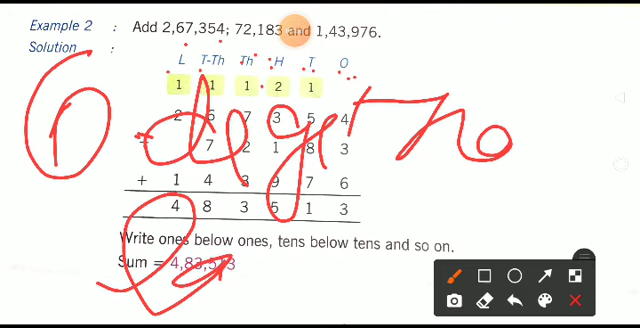 Example 2 : Add 2,67,354; 72,183 and 1,43,976.
Solution :
L T-Th Th H T O
1 1 1 2 1
2 6 7 3 5 4
+ 7 2 1 8 3
+ 1 4 3 9 7 6
4 8 3 5 1 3
Write ones below ones, tens below tens and so on.
Sum = 4,83,513
6 digit no